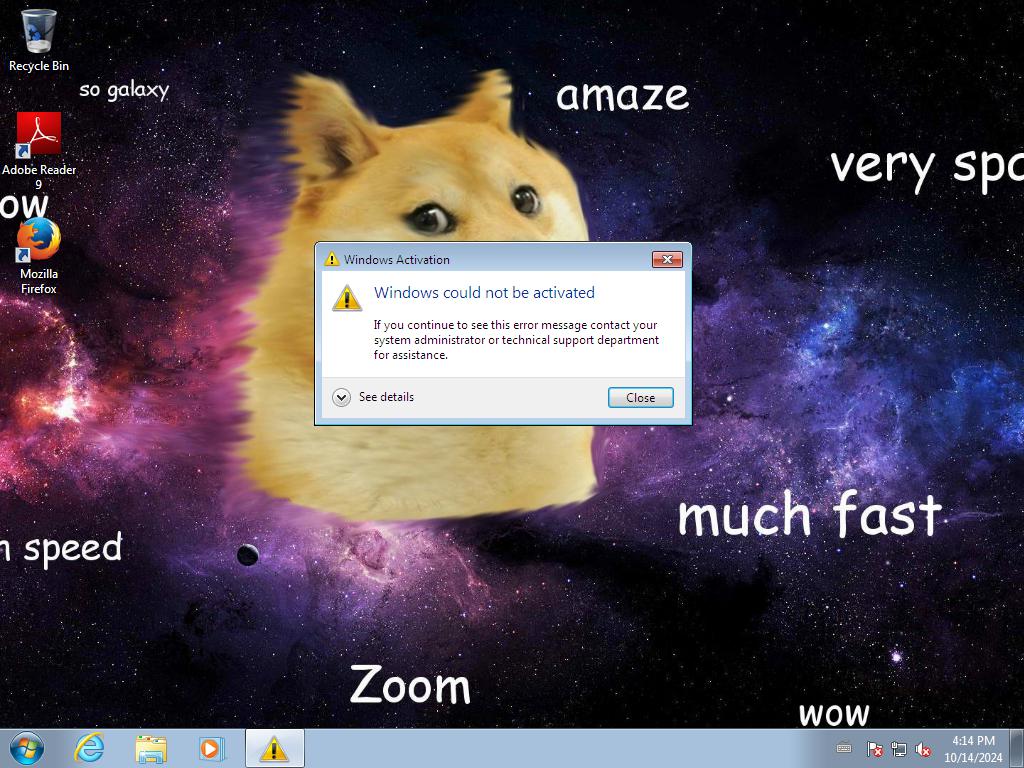 Recycle Bin
so galaxy
amaze
Adobe Reader
9
very spa
ow
Mozilla
Firefox
Windows Activation
Windows could not be activated
If you continue to see this error message contact your
system administrator or technical support department
for assistance.
See details
Close
much fast
speed
Zoom
wow
4:14 PM
10/14/2024